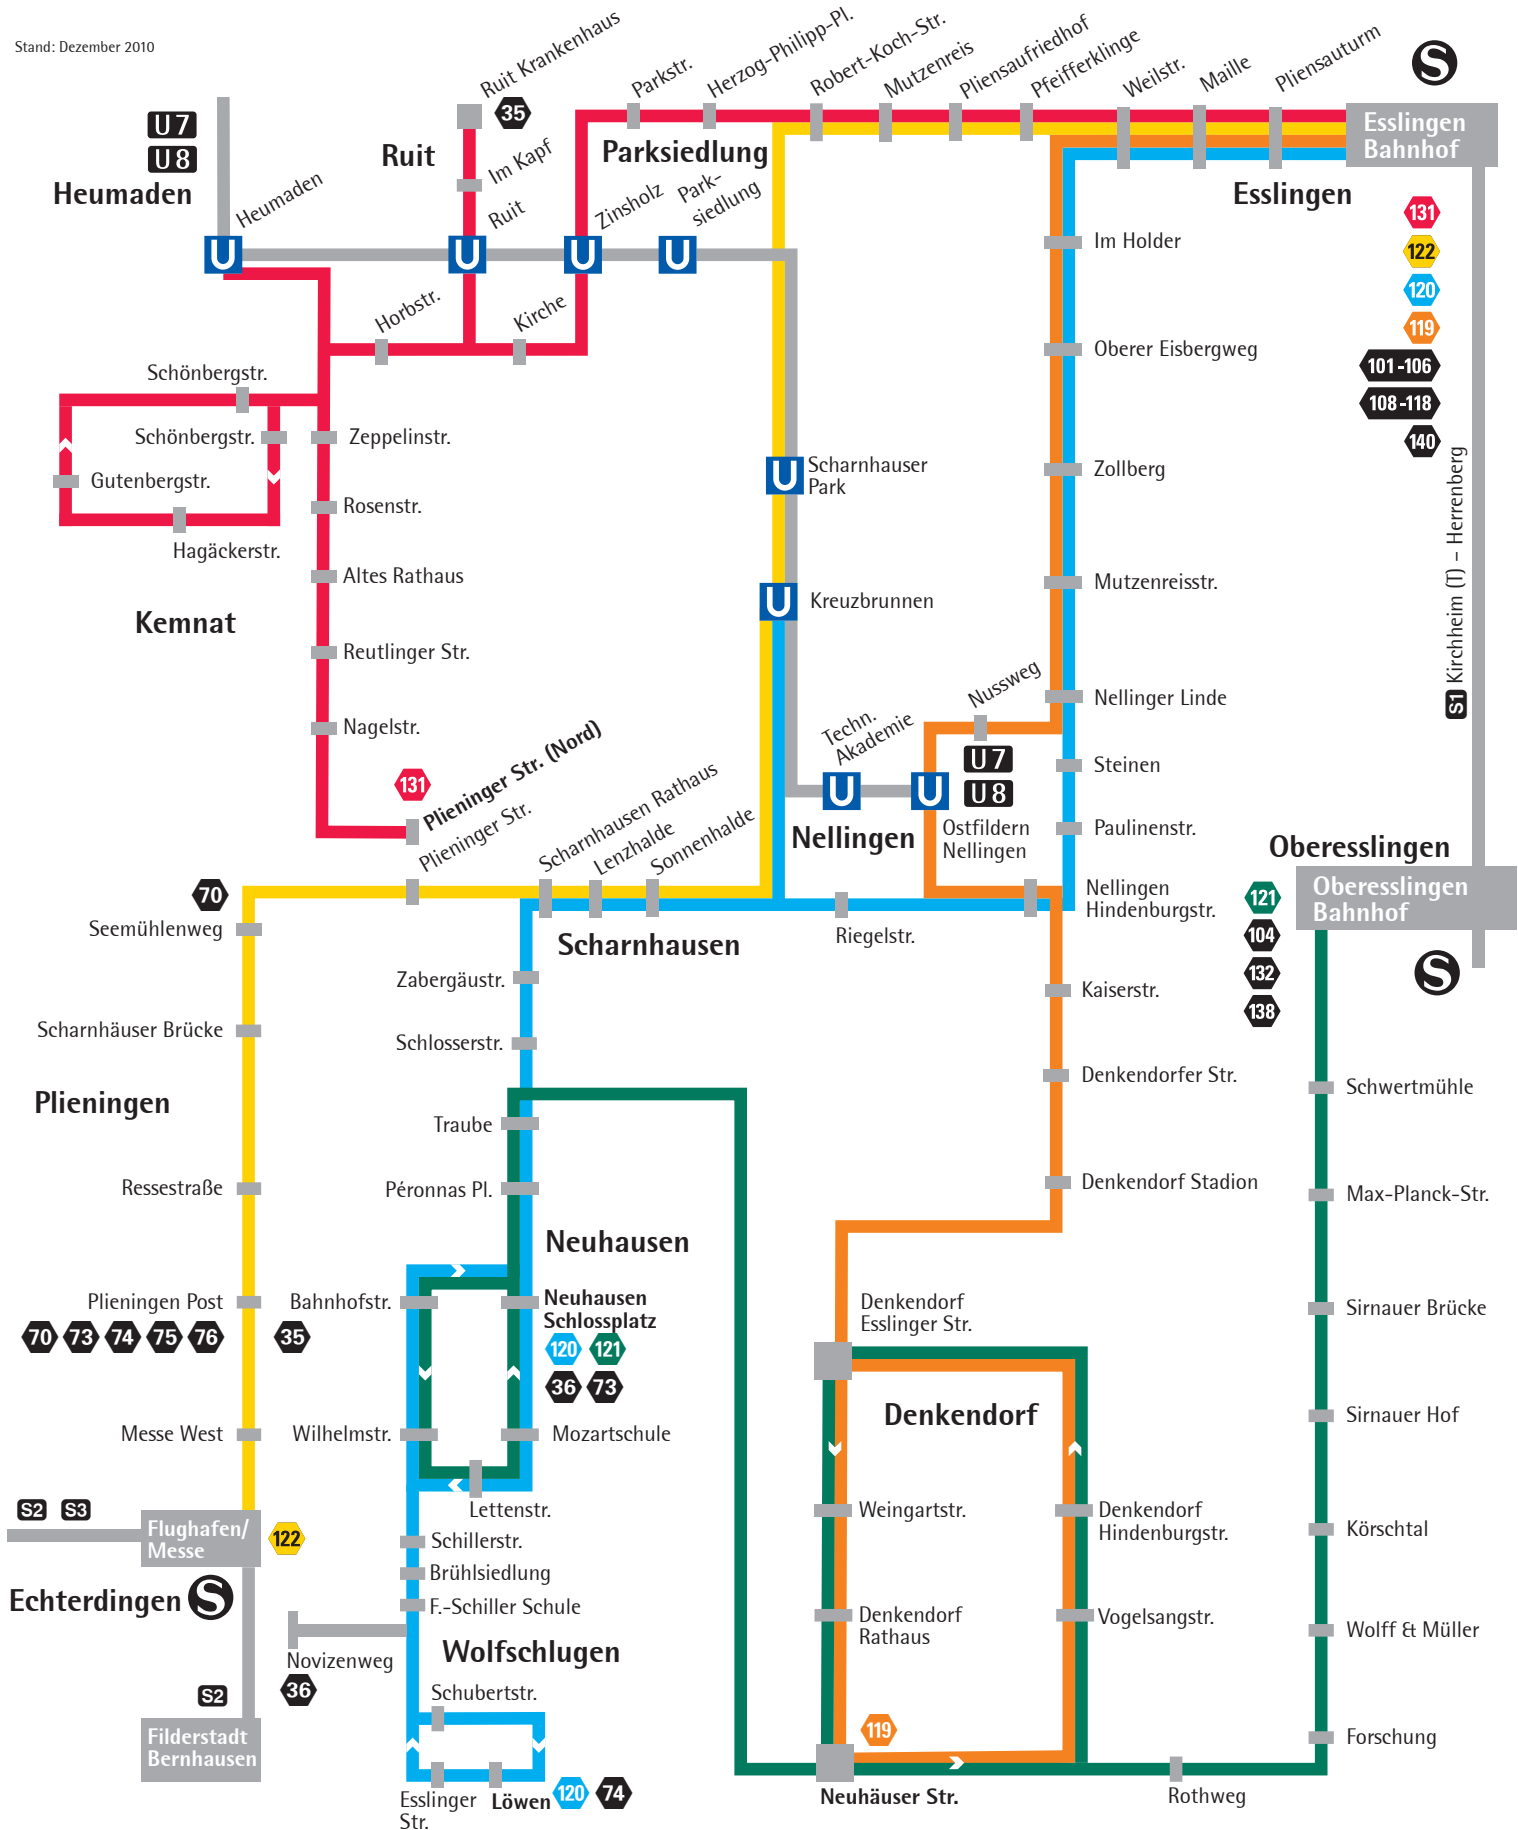 Stand: Dezember 2010
Ruit Krankenhaus
35
Parkstr.
Herzog-Philipp-Pl.
Robert-Koch-Str.
Mutzenreis
Pliensaufriedhof
Pfeifferklinge
Weilstr.
Maille
Pliensauturm
S
Esslingen
Bahnhof
U7
U8
Heumaden
Heumaden
U
Ruit
Im Kapf
Ruit
U
Parksiedlung
Zinsholz
U
Park-
siedlung
U
Esslingen
131
122
120
119
101-106
108-118
140
S1 Kirchheim (T) – Herrenberg
Im Holder
Oberer Eisbergweg
Zollberg
Mutzenreisstr.
Nellinger Linde
Steinen
Paulinenstr.
Nellingen
Hindenburgstr.
Horbstr.
Kirche
Schönbergstr.
Schönbergstr.
Gutenbergstr.
Hagäckerstr.
Kemnat
Zeppelinstr.
Rosenstr.
Altes Rathaus
Reutlinger Str.
Nagelstr.
131
Plieninger Str. (Nord)
Plieninger Str.
U
Scharnhauser
Park
U
Kreuzbrunnen
Nussweg
Techn.
Akademie
U
U
U7
U8
Nellingen
Ostfildern
Nellingen
Scharnhausen Rathaus
Lenzhalde
Sonnenhalde
Scharnhausen
Riegelstr.
Oberesslingen
Oberesslingen
Bahnhof
121
104
132
138
S
70
Seemühlenweg
Scharnhäuser Brücke
Plieningen
Ressestraße
Plieningen Post
70
73
74
75
76
Messe West
S2
S3
Flughafen/
Messe
122
Echterdingen
S
S2
Filderstadt
Bernhausen
Zabergäustr.
Schlosserstr.
Traube
Péronnas Pl.
Neuhausen
Bahnhofstr.
35
Neuhausen
Schlossplatz
120
121
36
73
Wilhelmstr.
Mozartschule
Lettenstr.
Schillerstr.
Brühlsiedlung
F.-Schiller Schule
Novizenweg
36
Wolfschlugen
Schubertstr.
Esslinger
Str.
Löwen
120
74
Kaiserstr.
Denkendorfer Str.
Denkendorf Stadion
Denkendorf
Esslinger Str.
Denkendorf
Weingartstr.
Denkendorf
Hindenburgstr.
Denkendorf
Rathaus
Vogelsangstr.
119
Neuhäuser Str.
Rothweg
Schwertmühle
Max-Planck-Str.
Sirnauer Brücke
Sirnauer Hof
Körschtal
Wolff & Müller
Forschung